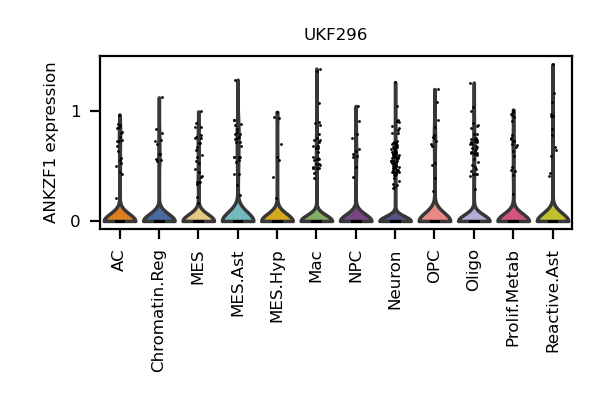 UKF296
ANKZF1 expression
1
0
AC
Chromatin.Reg
MES
MES.Ast
MES.Hyp
Mac
NPC
Neuron
OPC
Oligo
Prolif.Metab
Reactive.Ast